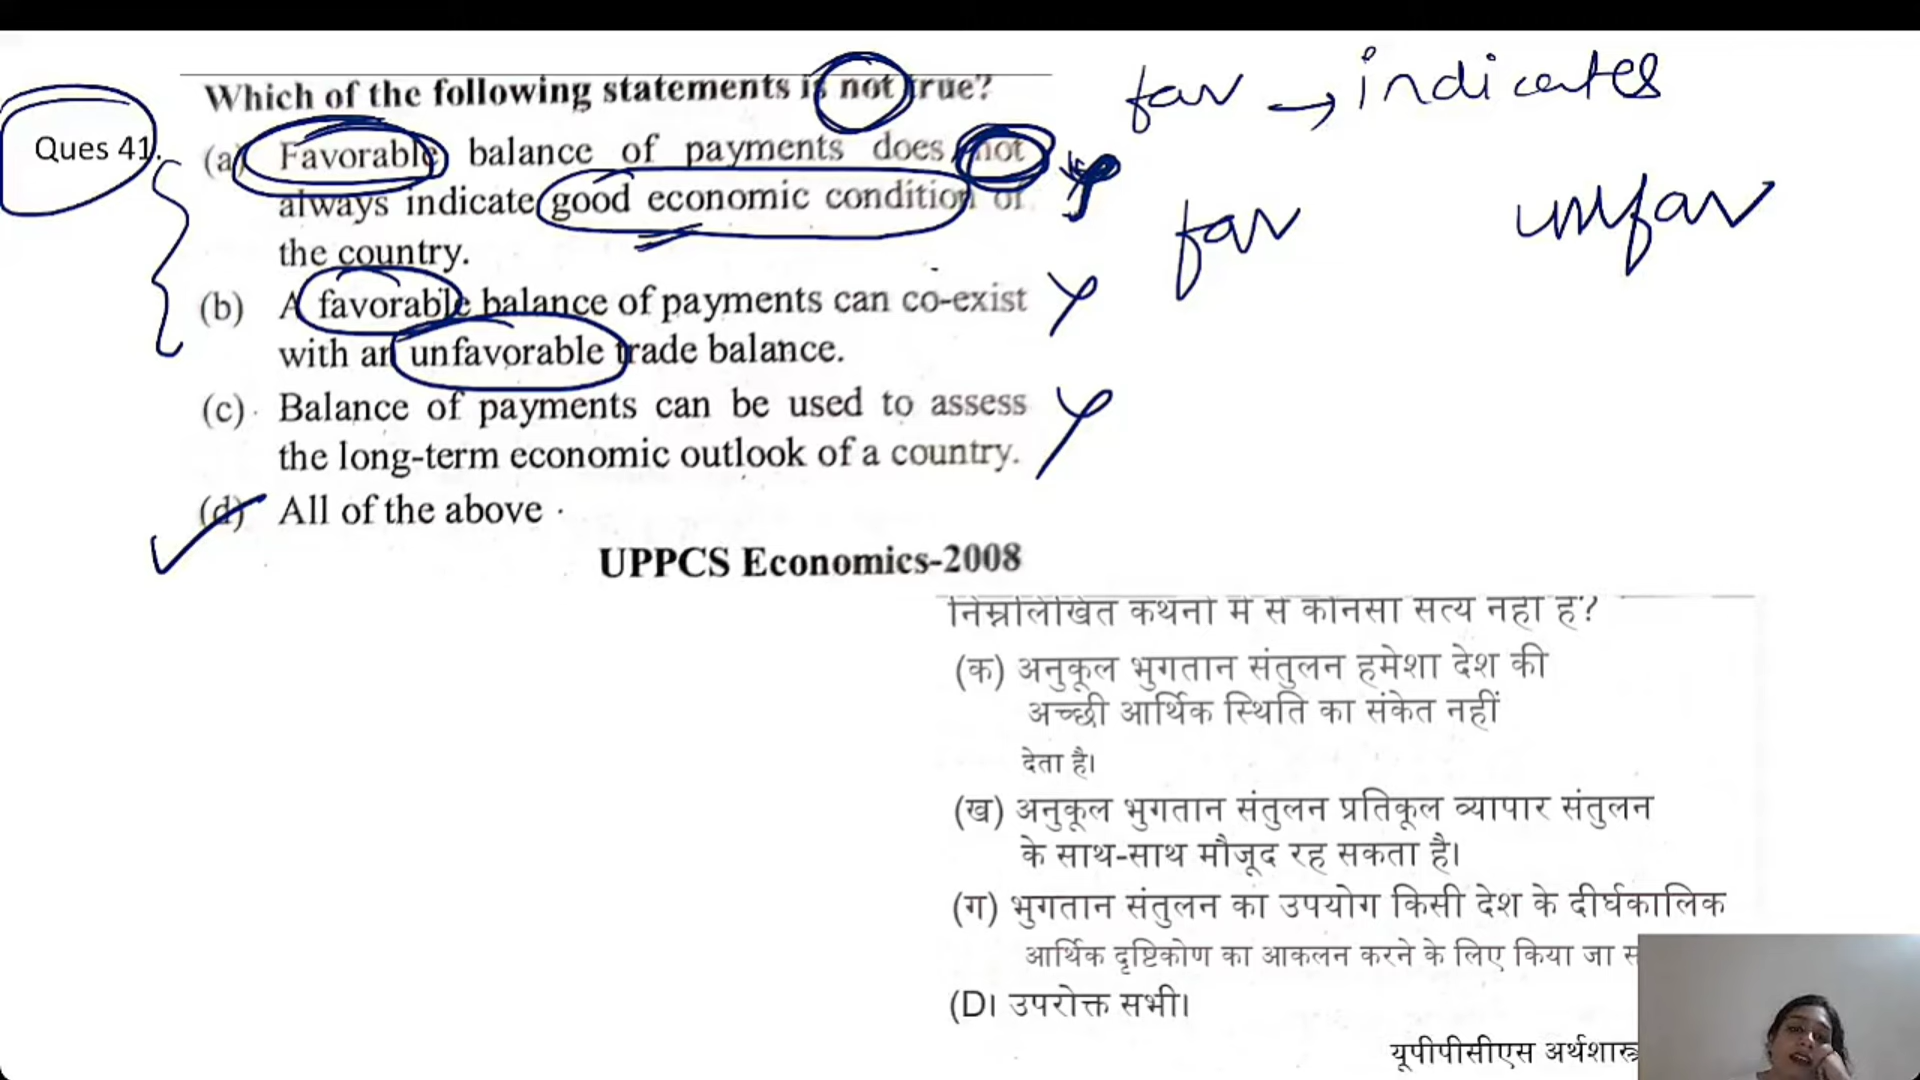 Which of the following statements is not true?
Ques 41.
(a) Favorable balance of payments does not
always indicate good economic condition of
the country.
(b) A favorable balance of payments can co-exist
with an unfavorable trade balance.
(c) Balance of payments can be used to assess
the long-term economic outlook of a country.
(d) All of the above
UPPCS Economics-2008
fav → indicates
fav unfav
निम्नलिखित कथनों में से कौनसा सत्य नहीं है?
(क) अनुकूल भुगतान संतुलन हमेशा देश की
अच्छी आर्थिक स्थिति का संकेत नहीं
देता है।
(ख) अनुकूल भुगतान संतुलन प्रतिकूल व्यापार संतुलन
के साथ-साथ मौजूद रह सकता है।
(ग) भुगतान संतुलन का उपयोग किसी देश के दीर्घकालिक
आर्थिक दृष्टिकोण का आकलन करने के लिए किया जा
(D। उपरोक्त सभी।
यूपीपीसीएस अर्थशास्त्र